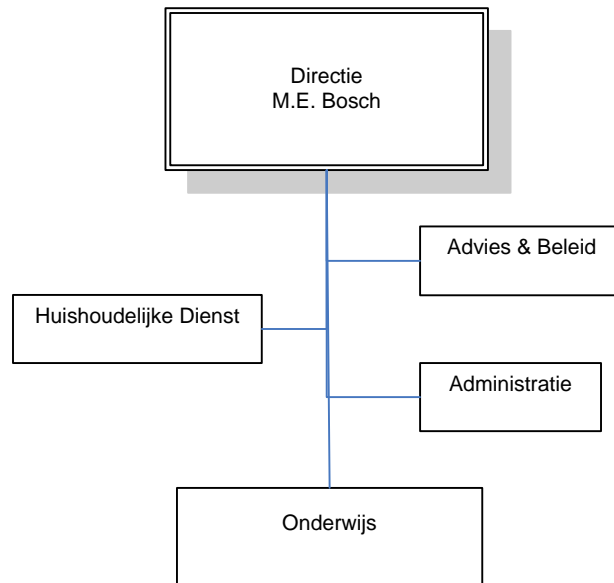 Directie
M.E. Bosch
Advies & Beleid
Huishoudelijke Dienst
Administratie
Onderwijs